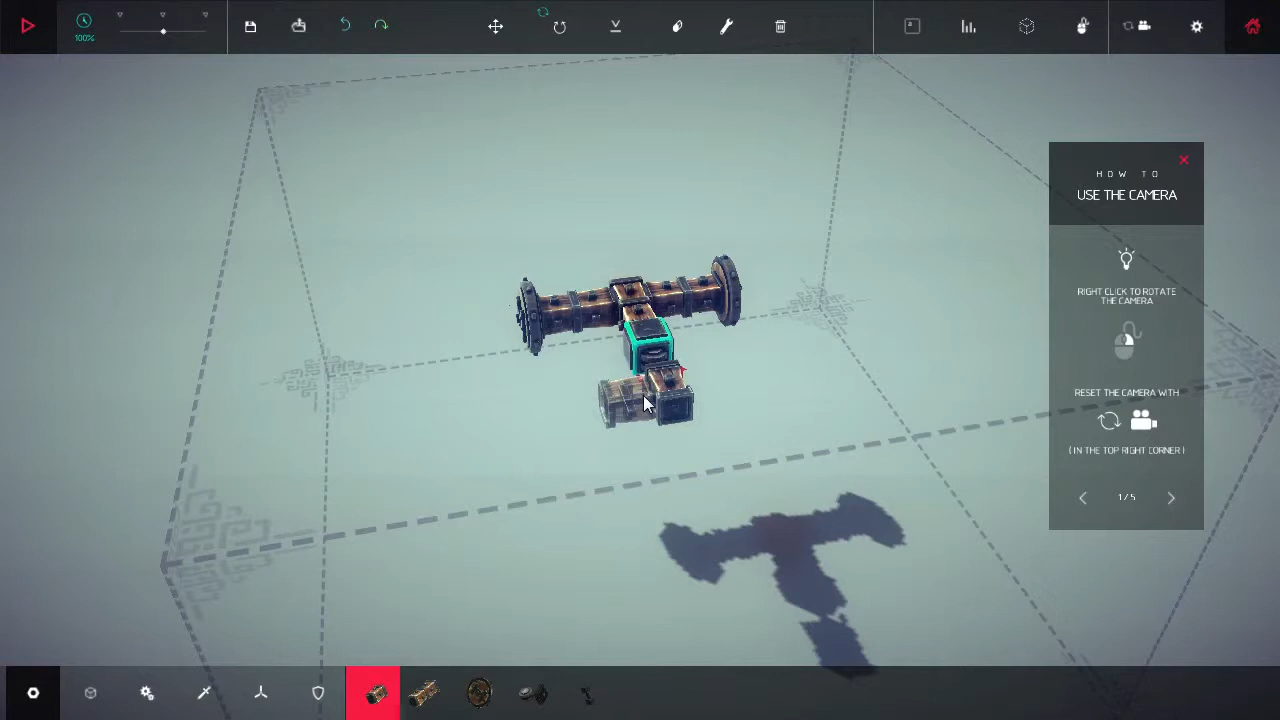 100%
HOW TO
USE THE CAMERA
RIGHT CLICK TO ROTATE
THE CAMERA
RESET THE CAMERA WITH
( IN THE TOP RIGHT CORNER )
1/5